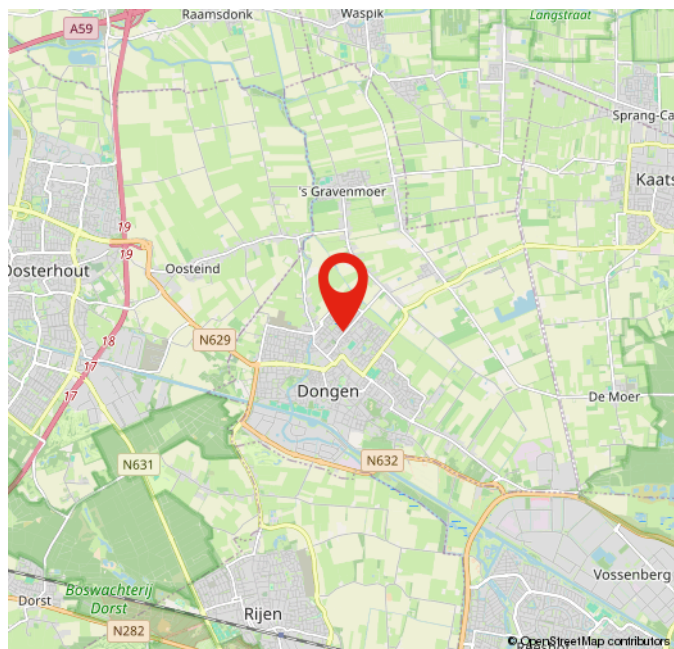 Raamsdonk
Waspik
Langstraat
A59
Sprang-Ca
's Gravenmoer
Kaats
19
19
Oosterhout
Oosteind
18
N629
17
17
Dongen
De Moer
N631
N632
Vossenberg
Boswachterij
Dorst
Dorst
Rijen
N282
© OpenStreetMap contributors